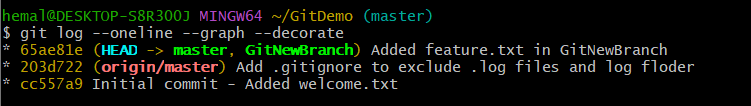 hemal@DESKTOP-S8R30OJ MINGW64 ~/GitDemo (master)
$ git log --oneline --graph --decorate
* 65ae81e (HEAD -> master, GitNewBranch) Added feature.txt in GitNewBranch
* 203d722 (origin/master) Add .gitignore to exclude .log files and log floder
* cc557a9 Initial commit - Added welcome.txt